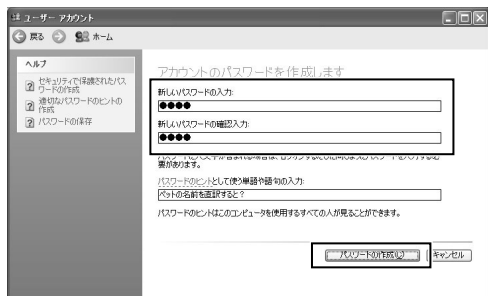 ユーザー アカウント
戻る
ホーム
ヘルプ
セキュリティで保護されたパス
ワードの作成
適切なパスワードのヒントの
作成
パスワードの保存
アカウントのパスワードを作成します
新しいパスワードの入力:
●●●●
新しいパスワードの確認入力:
●●●●
要があります。
パスワードのヒントとして使う単語や語句の入力:
ペットの名前を直訳すると?
パスワードのヒントはこのコンピュータを使用するすべての人が見ることができます。
パスワードの作成(C)
キャンセル